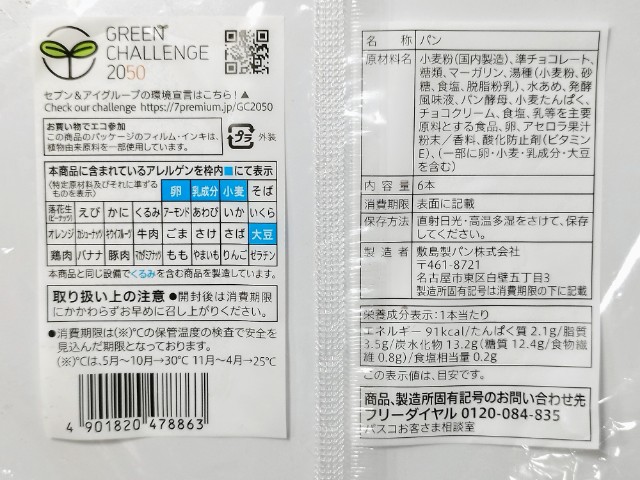 GREEN
CHALLENGE
2050
セブン&アイグループの環境宣言はこちら!▲
Check our challenge https://7premium.jp/GC2050
お買い物でエコ参加
この商品のパッケージのフィルム・インキは、
植物由来原料を一部使用しています。
プラ 外装
本商品に含まれているアレルゲンを枠内■にて表示
(特定原材料及びそれに準ずるものを表示)
卵 乳成分 小麦 そば
落花生(ピーナッツ) えび かに くるみ アーモンド あわび いか いくら
オレンジ カシューナッツ キウイフルーツ 牛肉 ごま さけ さば 大豆
鶏肉 バナナ 豚肉 マカダミアナッツ もも やまいも りんご ゼラチン
本商品と同じ設備でくるみを含む商品を製造しています。
取り扱い上の注意 ●開封後は消費期限
にかかわらずお早めに召し上がりください。
●消費期限は(※)℃の保管温度の検査で安全を
見込んだ期限となっております。
(※)℃は、5月〜10月→30℃ 11月〜4月→25℃
4 901820 478863
名称 パン
原材料名 小麦粉(国内製造)、準チョコレート、
糖類、マーガリン、湯種(小麦粉、砂
糖、食塩、脱脂粉乳)、水あめ、発酵
風味液、パン酵母、小麦たんぱく、
チョコクリーム、食塩、乳等を主要
原料とする食品、卵、アセロラ果汁
粉末/香料、酸化防止剤(ビタミン
E)、(一部に卵・小麦・乳成分・大豆
を含む)
内容量 6本
消費期限 表面に記載
保存方法 直射日光・高温多湿をさけて、保存
してください。
製造者 敷島製パン株式会社
〒461-8721
名古屋市東区白壁五丁目3
製造所固有記号は消費期限の下に記載
栄養成分表示:1本当たり
エネルギー 91kcal/たんぱく質 2.1g/脂質
3.5g/炭水化物 13.2g(糖質 12.4g/食物繊
維 0.8g)/食塩相当量 0.2g
この表示値は、目安です。
商品、製造所固有記号のお問い合わせ先
フリーダイヤル 0120-084-835
パスコお客さま相談室